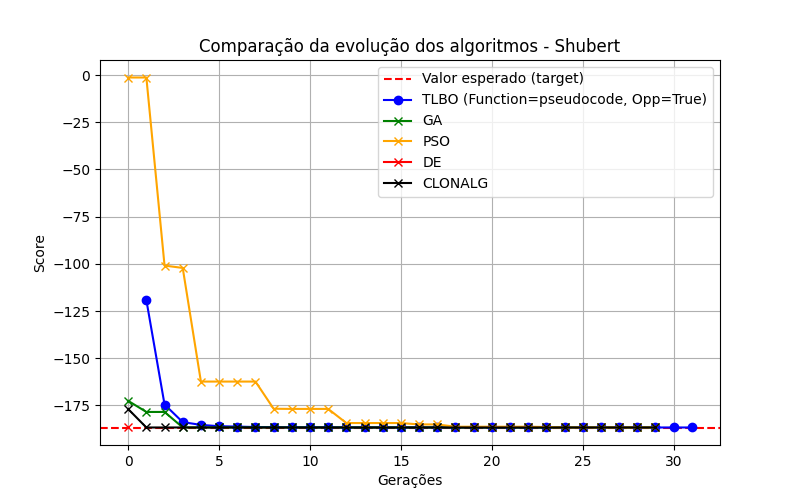 Comparação da evolução dos algoritmos - Shubert
Valor esperado (target)
TLBO (Function=pseudocode, Opp=True)
GA
PSO
DE
CLONALG
Score
0
−25
−50
−75
−100
−125
−150
−175
0 5 10 15 20 25 30
Gerações